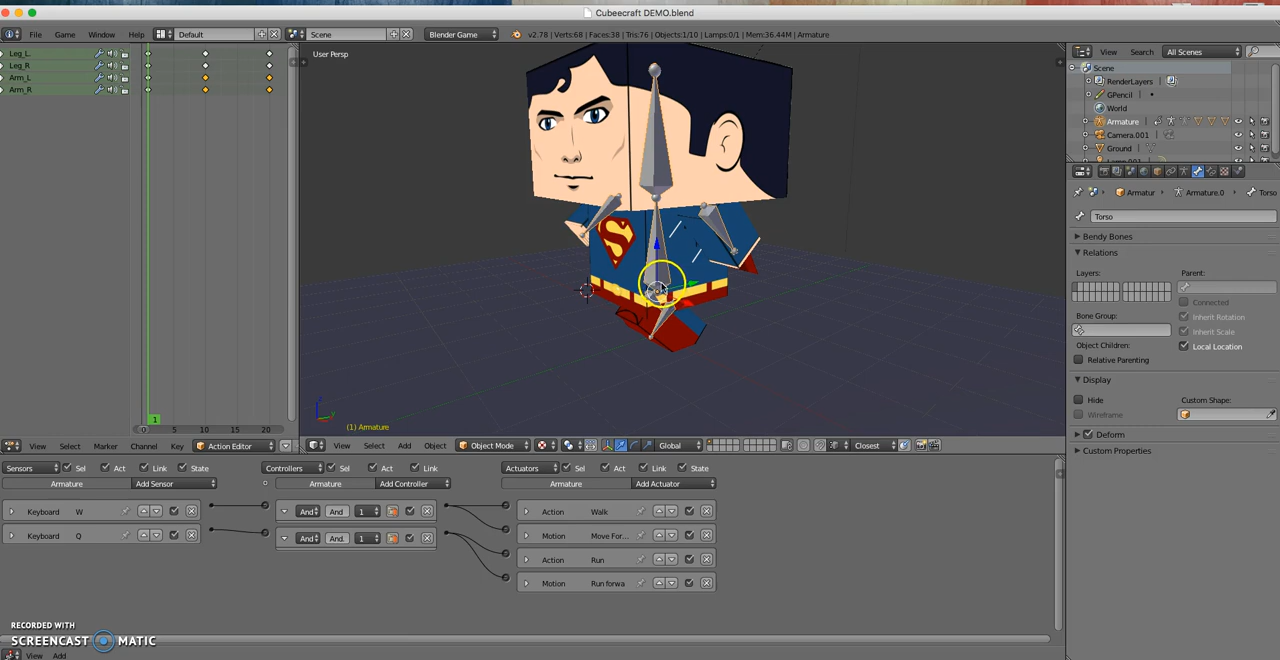 Cubeecraft DEMO.blend
File Game Window Help Default Scene Blender Game v2.78 | Verts:68 | Faces:38 | Tris:76 | Objects:1/10 | Lamps:0/1 | Mem:36.44M | Armature
Leg_L.
Leg_R
Arm_L
Arm_R
User Persp
S
(1) Armature
1
0 5 10 15 20
View Select Marker Channel Key Action Editor
View Select Add Object Object Mode Global Closest
View Search All Scenes
Scene
RenderLayers
GPencil
World
Armature
Camera.001
Ground
Armatur Armature.0 Torso
Torso
Bendy Bones
Relations
Layers: Parent:
Connected
Bone Group: Inherit Rotation
Inherit Scale
Object Children: Local Location
Relative Parenting
Display
Hide Custom Shape:
Wireframe
Deform
Custom Properties
Sensors Sel Act Link State Controllers Sel Act Link Actuators Sel Act Link State
Armature Add Sensor Armature Add Controller Armature Add Actuator
Keyboard W And And 1 Action Walk
Keyboard Q And And. 1 Motion Move For...
Action Run
Motion Run forwa
RECORDED WITH
SCREENCAST MATIC
View Add